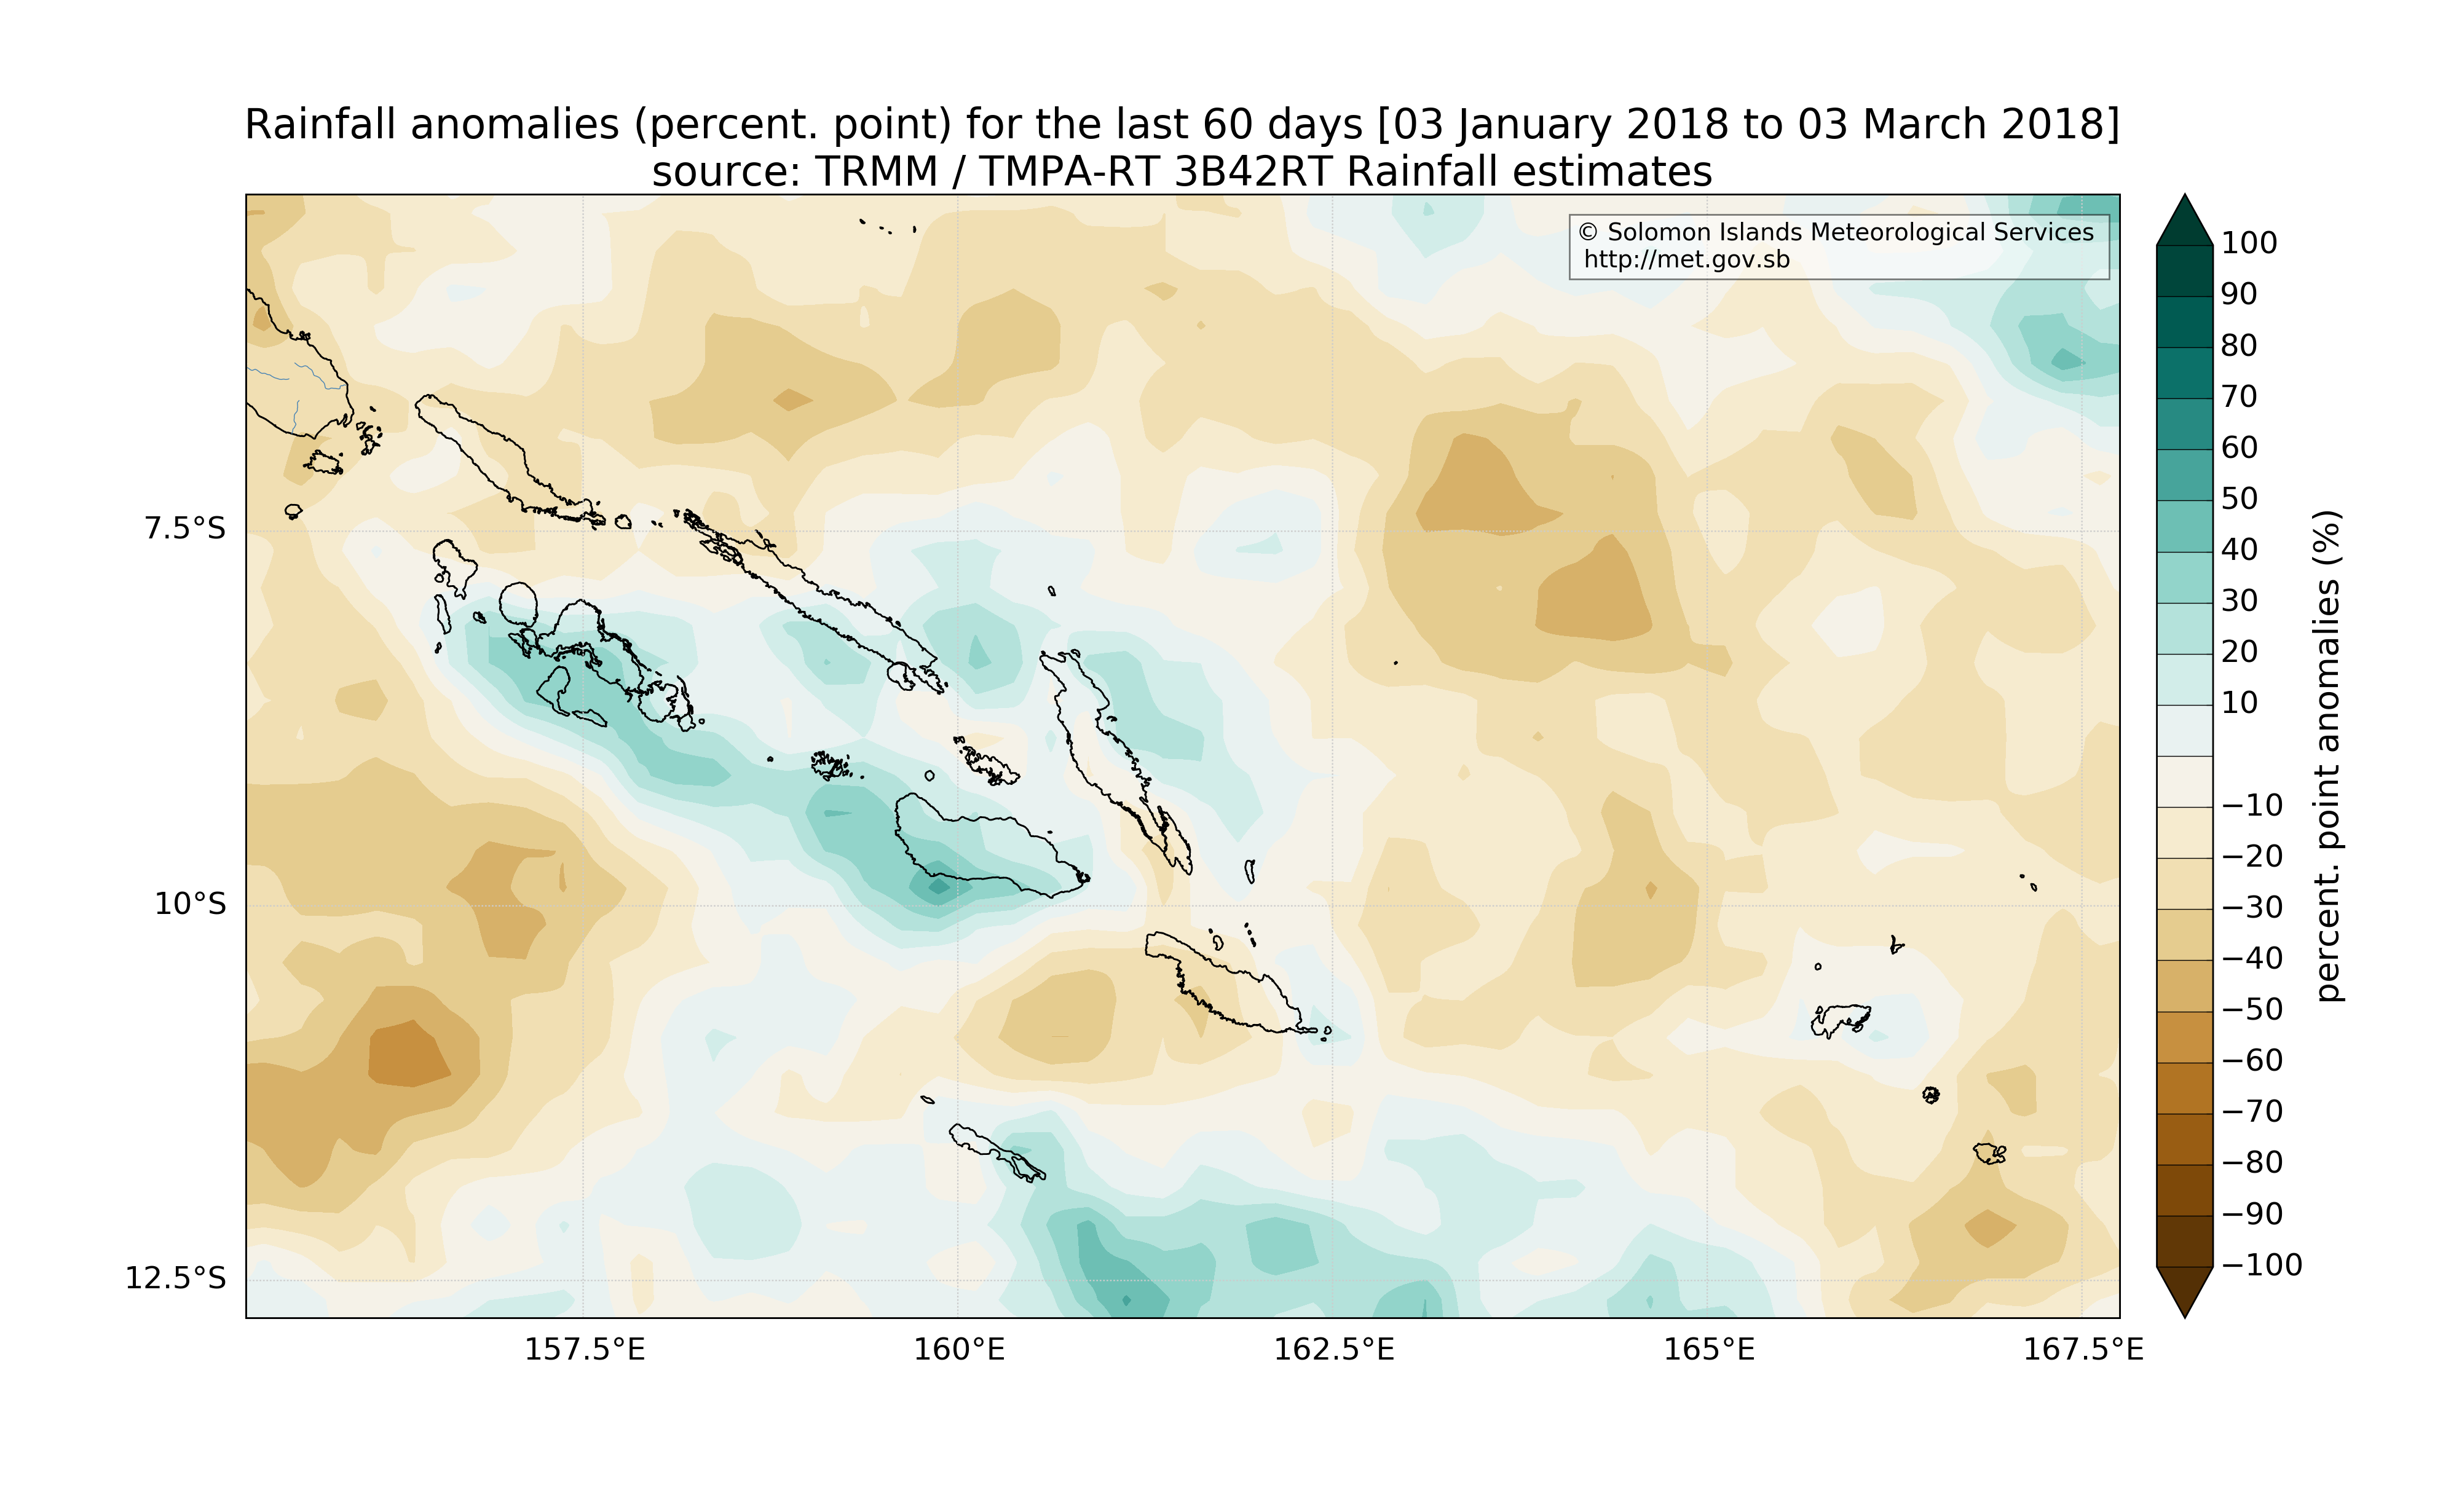 Rainfall anomalies (percent. point) for the last 60 days [03 January 2018 to 03 March 2018]
source: TRMM / TMPA-RT 3B42RT Rainfall estimates
© Solomon Islands Meteorological Services
http://met.gov.sb
7.5°S
10°S
12.5°S
157.5°E
160°E
162.5°E
165°E
167.5°E
100
90
80
70
60
50
40
30
20
10
−10
−20
−30
−40
−50
−60
−70
−80
−90
−100
percent. point anomalies (%)